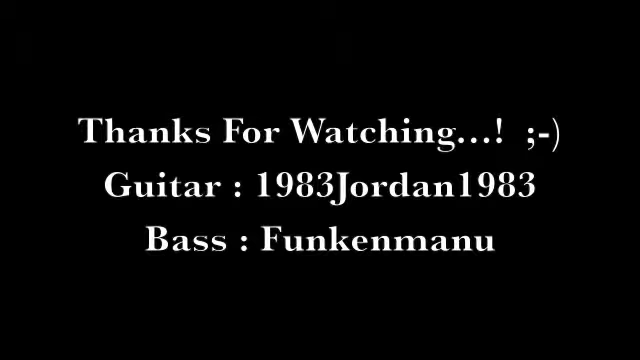 Thanks For Watching...!  ;-)
Guitar : 1983Jordan1983
Bass : Funkenmanu